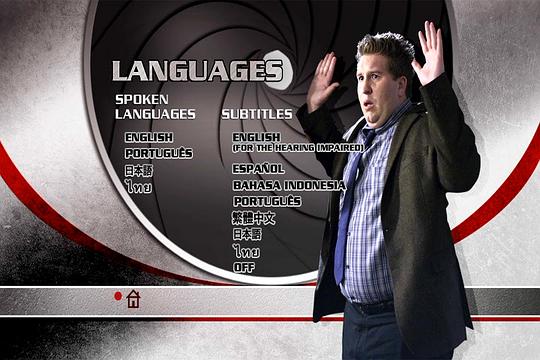 LANGUAGES
SPOKEN
LANGUAGES
ENGLISH
PORTUGUÊS
日本語
ไทย
SUBTITLES
ENGLISH
(FOR THE HEARING IMPAIRED)
ESPAÑOL
BAHASA INDONESIA
PORTUGUÊS
繁體中文
日本語
ไทย
OFF